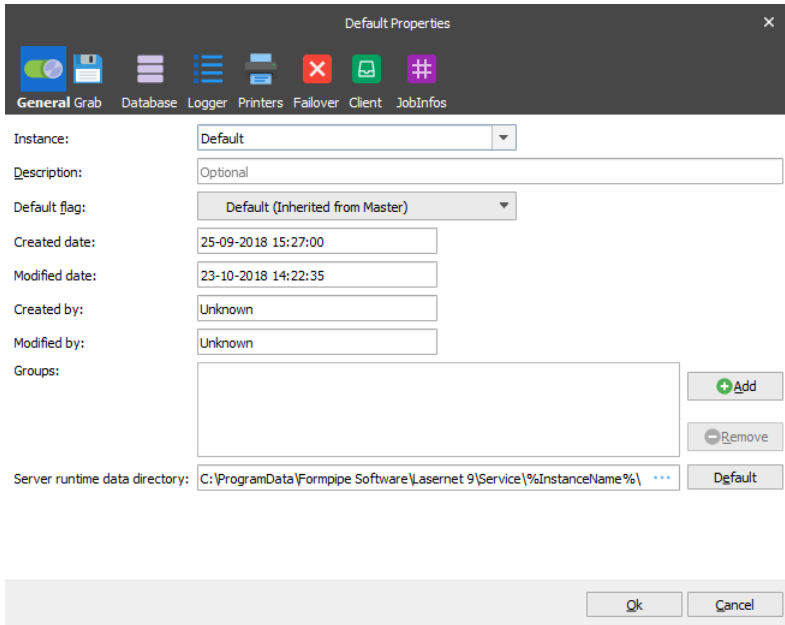 Default Properties
General Grab Database Logger Printers Failover Client JobInfos
Instance: Default
Description: Optional
Default flag: Default (Inherited from Master)
Created date: 25-09-2018 15:27:00
Modified date: 23-10-2018 14:22:35
Created by: Unknown
Modified by: Unknown
Groups:
Add
Remove
Server runtime data directory: C:\ProgramData\Formpipe Software\Lasernet 9\Service\%InstanceName%\ ... Default
Ok Cancel